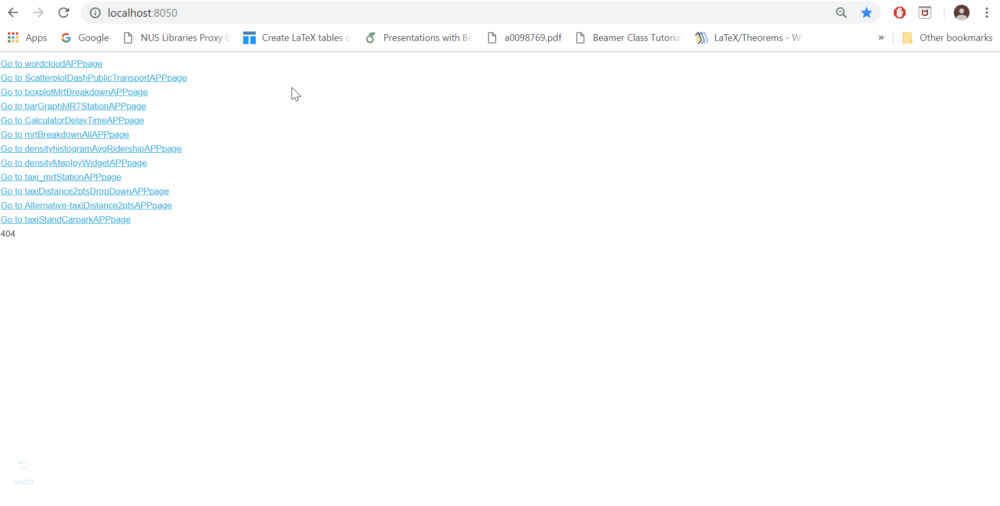 localhost:8050
Apps Google NUS Libraries Proxy Create LaTeX tables Presentations with a0098769.pdf Beamer Class LaTeX/Theorems - » Other bookmarks
Go to wordcloudAPPpage
Go to ScatterplotDashPublicTransportAPPpage
Go to boxplotMrtBreakdownAPPpage
Go to barGraphMRTStationAPPpage
Go to CalculatorDelayTimeAPPpage
Go to mrtBreakdownAllAPPpage
Go to densityhistogramAvgRidershipAPPpage
Go to densityMapIpyWidgetAPPpage
Go to taxi_mrtStationAPPpage
Go to taxiDistance2ptsDropDownAPPpage
Go to Alternative-taxiDistance2ptsAPPpage
Go to taxiStandCarparkAPPpage
404
undo